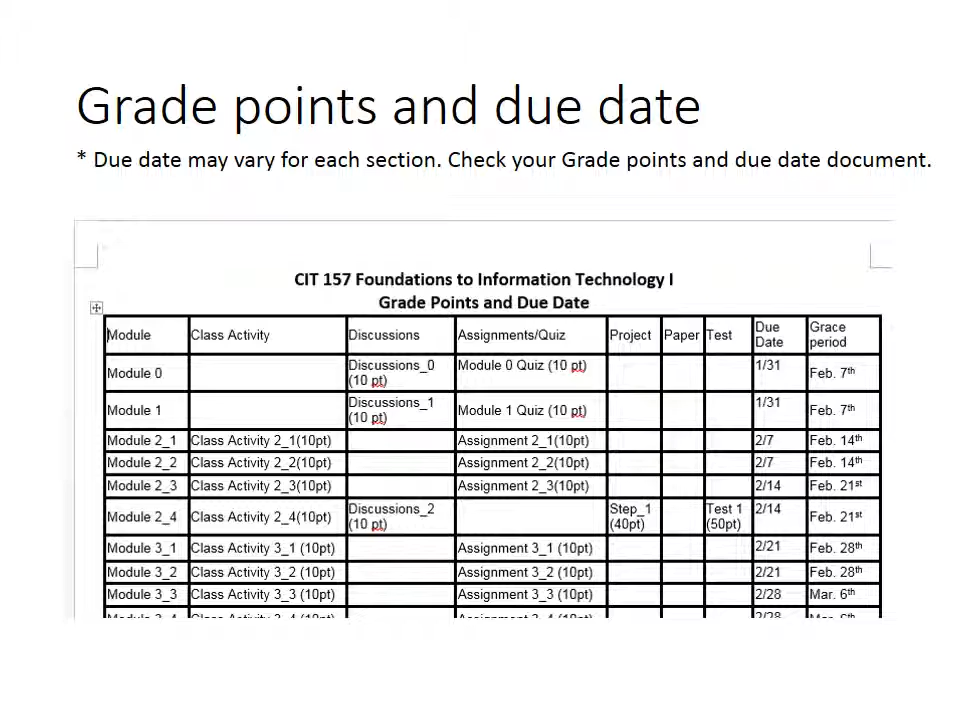 Grade points and due date
* Due date may vary for each section. Check your Grade points and due date document.
CIT 157 Foundations to Information Technology I
Grade Points and Due Date
Module Class Activity Discussions Assignments/Quiz Project Paper Test Due Date Grace period
Module 0 Discussions_0 (10 pt) Module 0 Quiz (10 pt) 1/31 Feb. 7th
Module 1 Discussions_1 (10 pt) Module 1 Quiz (10 pt) 1/31 Feb. 7th
Module 2_1 Class Activity 2_1(10pt) Assignment 2_1(10pt) 2/7 Feb. 14th
Module 2_2 Class Activity 2_2(10pt) Assignment 2_2(10pt) 2/7 Feb. 14th
Module 2_3 Class Activity 2_3(10pt) Assignment 2_3(10pt) 2/14 Feb. 21st
Module 2_4 Class Activity 2_4(10pt) Discussions_2 (10 pt) Step_1 (40pt) Test 1 (50pt) 2/14 Feb. 21st
Module 3_1 Class Activity 3_1 (10pt) Assignment 3_1 (10pt) 2/21 Feb. 28th
Module 3_2 Class Activity 3_2 (10pt) Assignment 3_2 (10pt) 2/21 Feb. 28th
Module 3_3 Class Activity 3_3 (10pt) Assignment 3_3 (10pt) 2/28 Mar. 6th